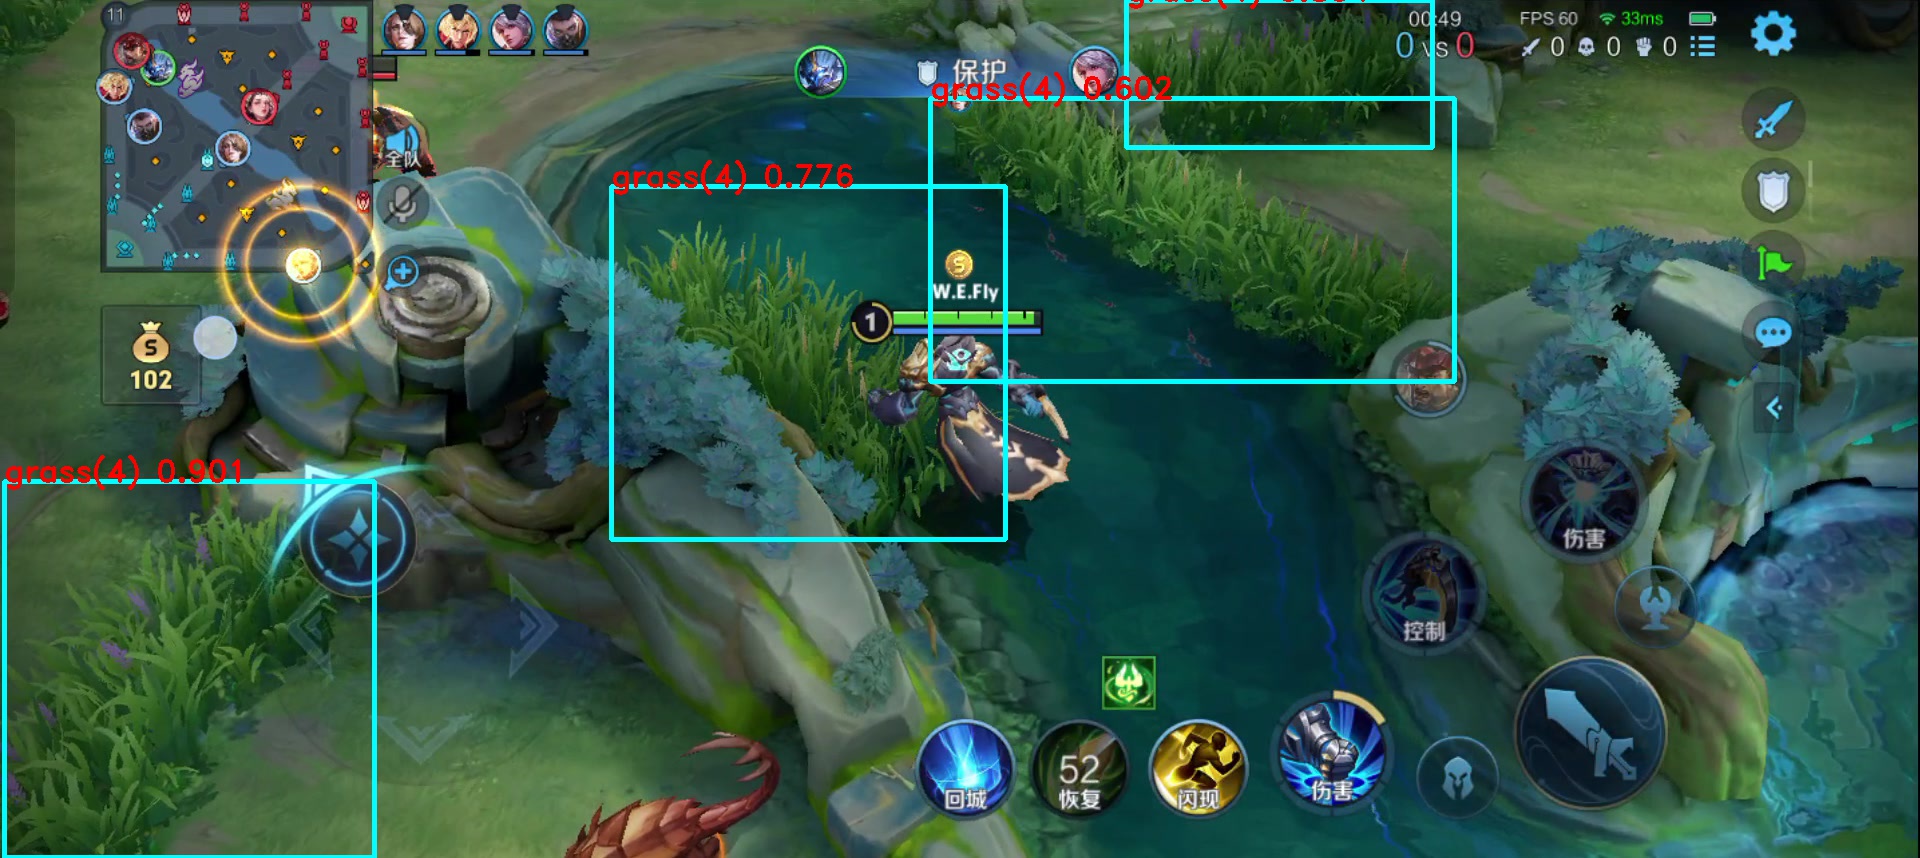 11
00:49
FPS 60
33ms
0 vs 0
0
0
0
保护
grass(4) 0.602
全队
grass(4) 0.776
W.E.Fly
1
S
102
grass(4) 0.901
伤害
控制
52
回城
恢复
闪现
伤害